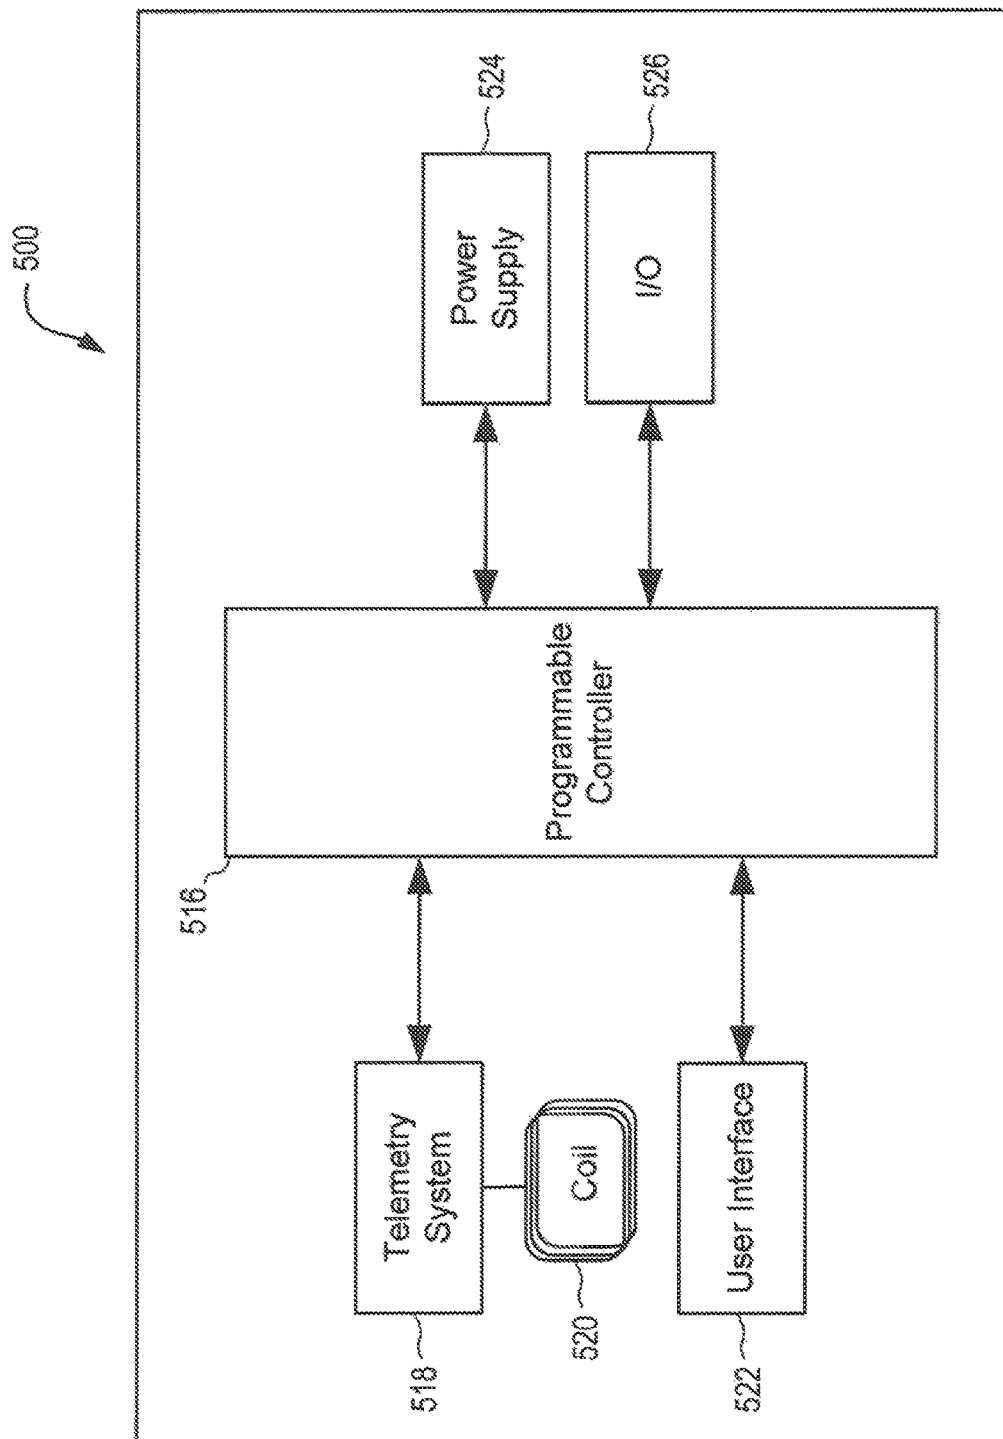 500
516
518
Telemetry
System
Coil
520
User Interface
522
Programmable
Controller
Power
Supply
524
I/O
526